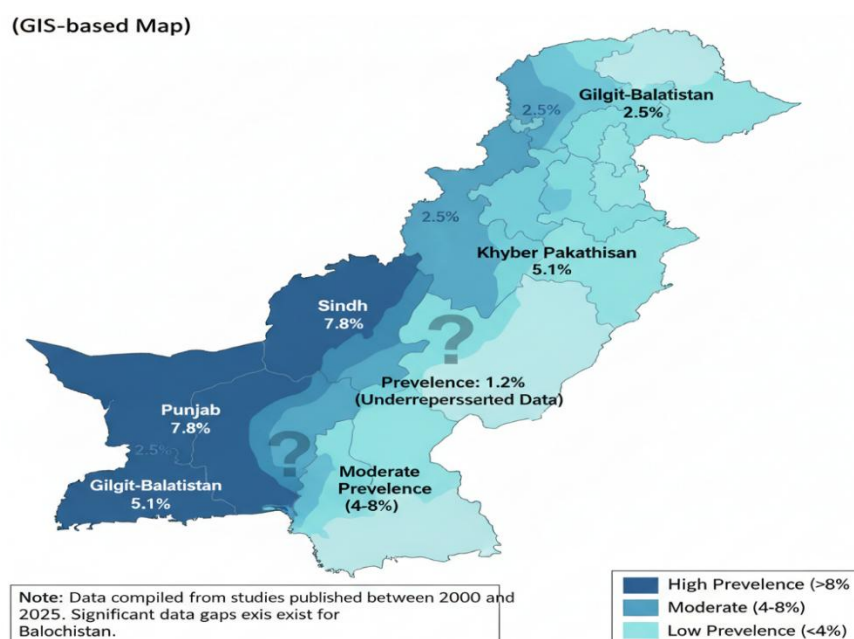 (GIS-based Map)
Gilgit-Balatistan
2.5%
2.5%
2.5%
Khyber Pakathisan
5.1%
Sindh
7.8%
?
Prevelence: 1.2%
(Underrepersserted Data)
Punjab
7.8%
2.5%
?
Gilgit-Balatistan
5.1%
Moderate
Prevelence
(4-8%)
Note: Data compiled from studies published between 2000 and
2025. Significant data gaps exis exist for
Balochistan.
High Prevelence (>8%
Moderate (4-8%)
Low Prevelence (<4%)